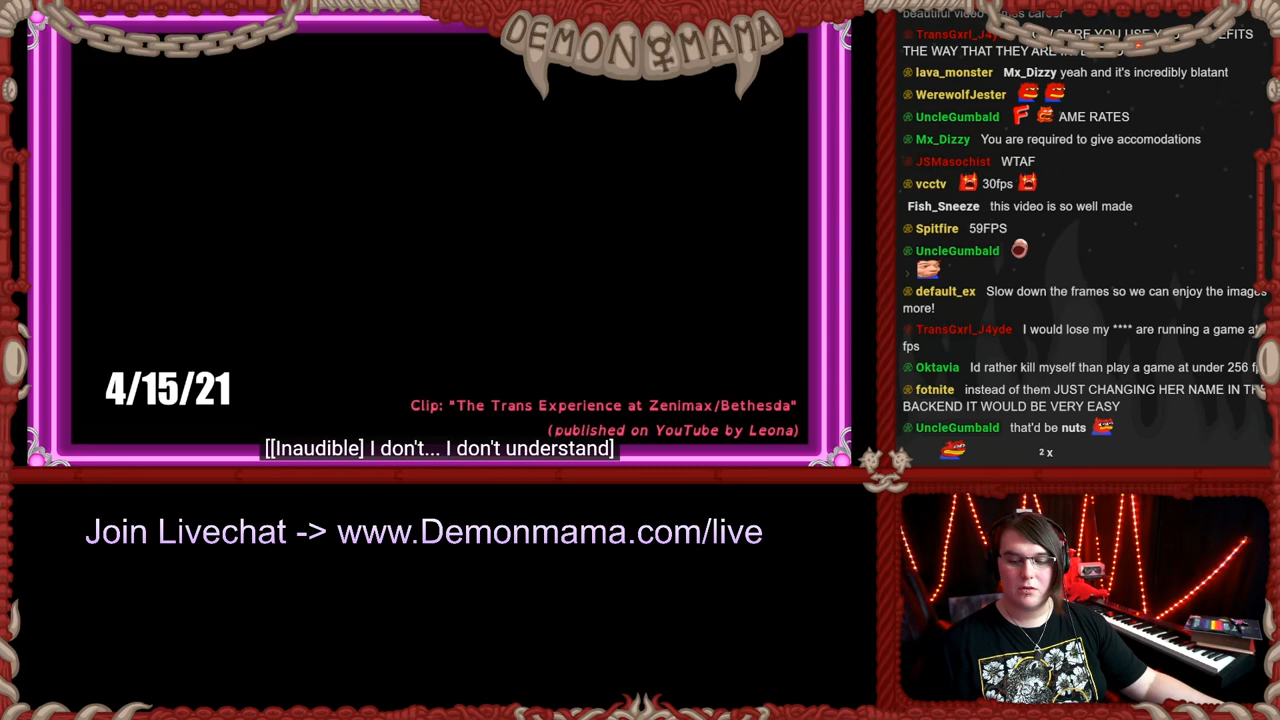 DEMON MAMA
4/15/21
Clip: "The Trans Experience at Zenimax/Bethesda"
(published on YouTube by Leona)
[[Inaudible] I don't... I don't understand]
Join Livechat -> www.Demonmama.com/live
beautiful video
THE WAY THAT THEY ARE
lava_monster Mx_Dizzy yeah and it's incredibly blatant
WerewolfJester
UncleGumbald F AME RATES
Mx_Dizzy You are required to give accomodations
JSMasochist WTAF
vcctv 30fps
Fish_Sneeze this video is so well made
Spitfire 59FPS
UncleGumbald
default_ex Slow down the frames so we can enjoy the images
more!
TransGxrl_J4yde I would lose my **** are running a game at
fps
Oktavia Id rather kill myself than play a game at under 256 f
fotnite instead of them JUST CHANGING HER NAME IN TH
BACKEND IT WOULD BE VERY EASY
UncleGumbald that'd be nuts
2 x